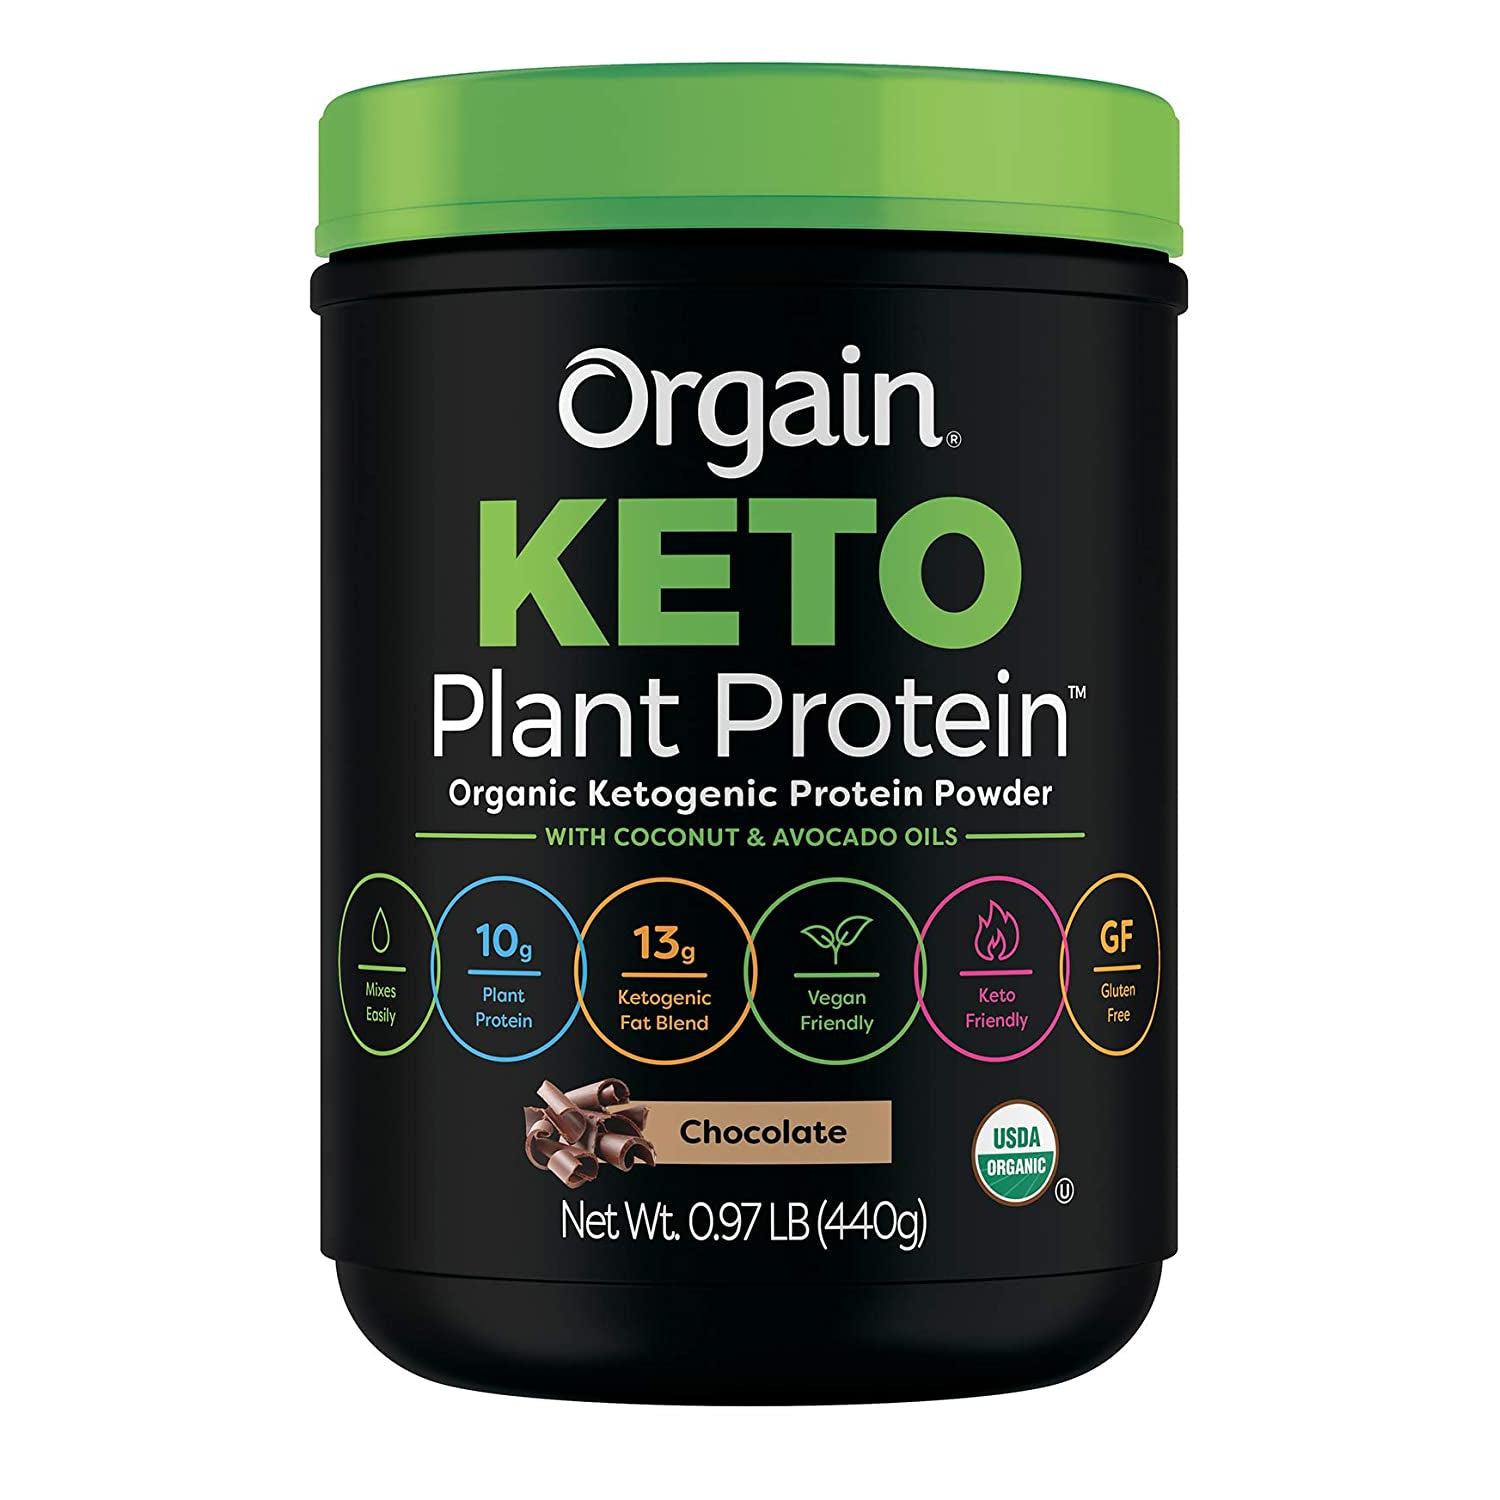 Orgain®
KETO
Plant Protein™
Organic Ketogenic Protein Powder
WITH COCONUT & AVOCADO OILS
Mixes
Easily
10g
Plant
Protein
13g
Ketogenic
Fat Blend
Vegan
Friendly
Keto
Friendly
GF
Gluten
Free
Chocolate
USDA
ORGANIC
U
Net Wt. 0.97 LB (440g)